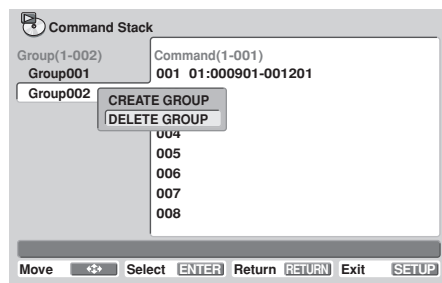 Command Stack
Group(1-002) Command(1-001)
Group001 001 01:000901-001201
Group002
CREATE GROUP
DELETE GROUP
004
005
006
007
008
Move Select ENTER Return RETURN Exit SETUP